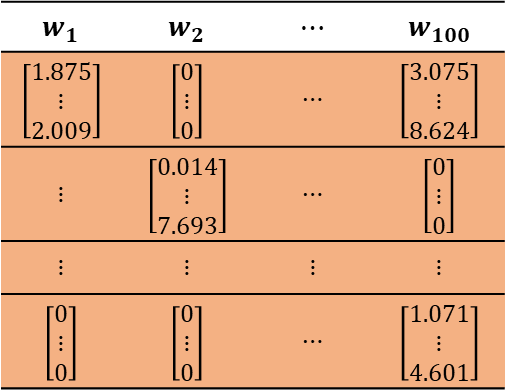 w₁ w₂ ⋯ w₁₀₀
[1.875 ⋮ 2.009] [0 ⋮ 0] ⋯ [3.075 ⋮ 8.624]
⋮ [0.014 ⋮ 7.693] ⋯ [0 ⋮ 0]
⋮ ⋮ ⋮ ⋮
[0 ⋮ 0] [0 ⋮ 0] ⋯ [1.071 ⋮ 4.601]